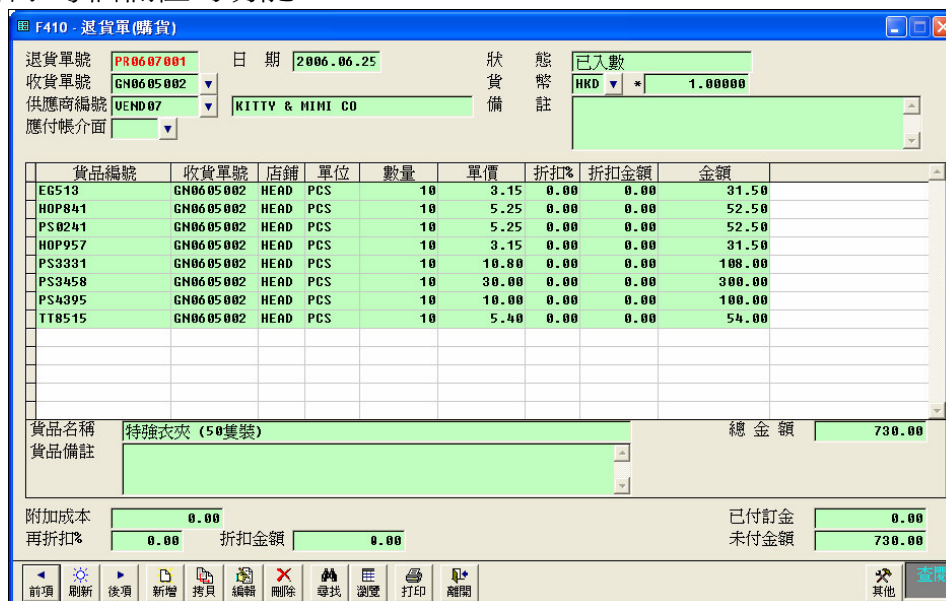 F410 - 退貨單(購貨)
退貨單號 PR0607001 日 期 2006.06.25 狀 態 已入數
收貨單號 GN0605002 貨 幣 HKD * 1.00000
供應商編號 VEND07 KITTY & MIMI CO 備 註
應付帳介面
貨品編號 收貨單號 店鋪 單位 數量 單價 折扣% 折扣金額 金額
EG513 GN0605002 HEAD PCS 10 3.15 0.00 0.00 31.50
HOP841 GN0605002 HEAD PCS 10 5.25 0.00 0.00 52.50
PS0241 GN0605002 HEAD PCS 10 5.25 0.00 0.00 52.50
HOP957 GN0605002 HEAD PCS 10 3.15 0.00 0.00 31.50
PS3331 GN0605002 HEAD PCS 10 10.80 0.00 0.00 108.00
PS3458 GN0605002 HEAD PCS 10 30.00 0.00 0.00 300.00
PS4395 GN0605002 HEAD PCS 10 10.00 0.00 0.00 100.00
TT8515 GN0605002 HEAD PCS 10 5.40 0.00 0.00 54.00
貨品名稱 特強衣夾 (50隻裝) 總 金 額 730.00
貨品備註
附加成本 0.00 已付訂金 0.00
再折扣% 0.00 折扣金額 0.00 未付金額 730.00
前項 刷新 後項 新增 拷貝 編輯 刪除 尋找 瀏覽 打印 離開 其他 查閱